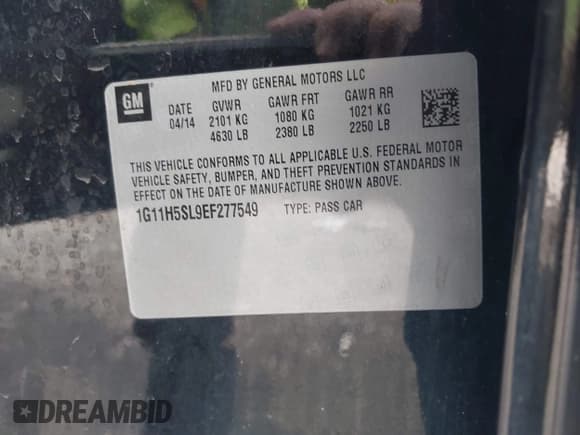 GM
MFD BY GENERAL MOTORS LLC
DATE GVWR GAWR FRT GAWR RR
04/14 2101 KG 1080 KG 1021 KG
4630 LB 2380 LB 2250 LB
THIS VEHICLE CONFORMS TO ALL APPLICABLE U.S. FEDERAL MOTOR
VEHICLE SAFETY, BUMPER, AND THEFT PREVENTION STANDARDS IN
EFFECT ON THE DATE OF MANUFACTURE SHOWN ABOVE.
1G11H5SL9EF277549 TYPE: PASS CAR
DREAMBID